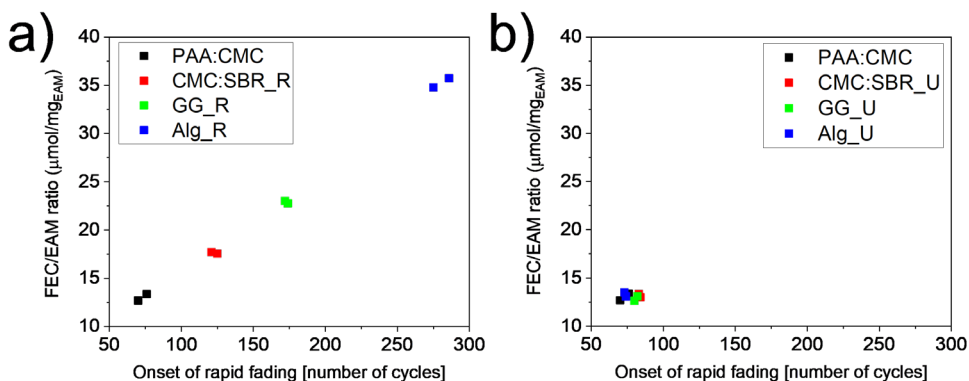 a)
FEC/EAM ratio (μmol/mg_EAM)
40
35
30
25
20
15
10
PAA:CMC
CMC:SBR_R
GG_R
Alg_R
50 100 150 200 250 300
Onset of rapid fading [number of cycles]
b)
FEC/EAM ratio (μmol/mg_EAM)
40
35
30
25
20
15
10
PAA:CMC
CMC:SBR_U
GG_U
Alg_U
50 100 150 200 250 300
Onset of rapid fading [number of cycles]